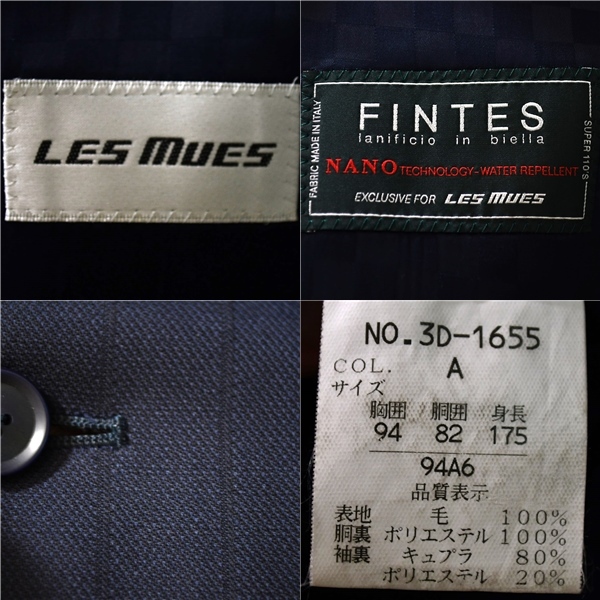 LES MUES
FINTES
lanificio in biella
FABRIC MADE IN ITALY
NANO TECHNOLOGY-WATER REPELLENT
SUPER 110'S
EXCLUSIVE FOR LES MUES
NO.3D-1655
COL. A
サイズ
胸囲 胴囲 身長
94 82 175
94A6
品質表示
表地 毛 100%
胴裏 ポリエステル 100%
袖裏 キュプラ 80%
ポリエステル 20%